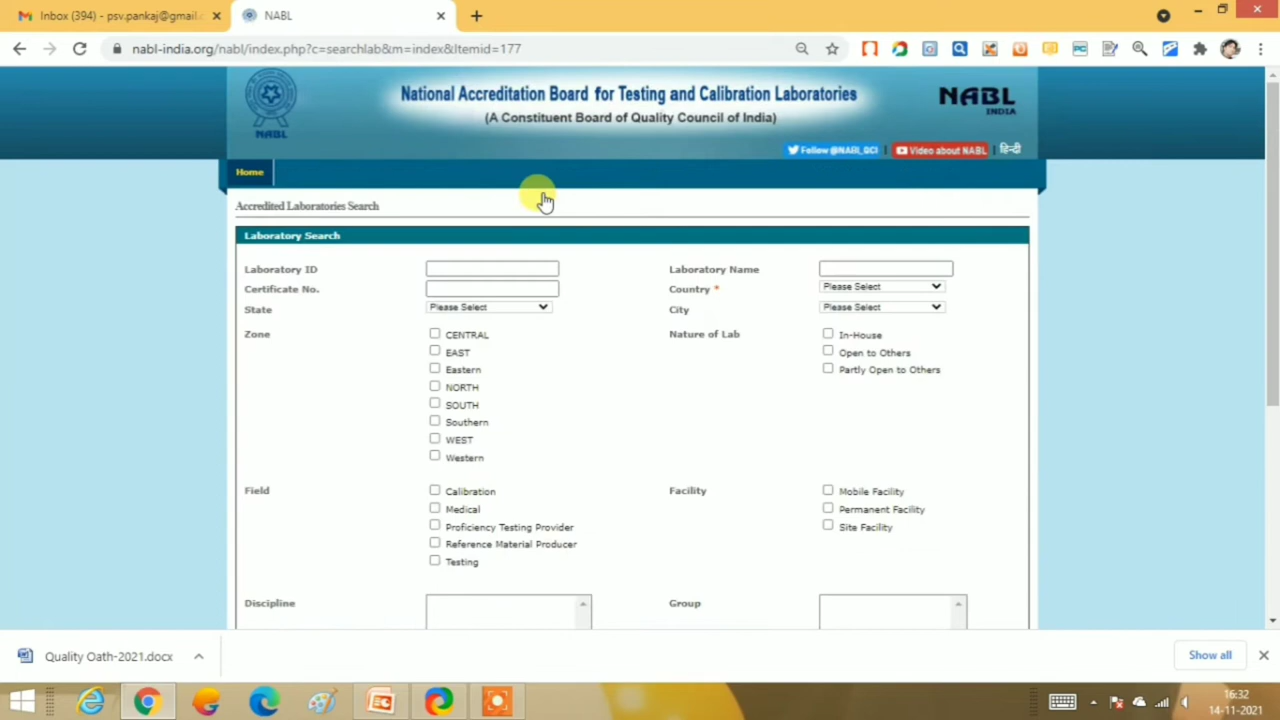 Inbox (394) - psv.pankaj@gmail.
NABL
nabl-india.org/nabl/index.php?c=searchlab&m=index&Itemid=177
National Accreditation Board for Testing and Calibration Laboratories
(A Constituent Board of Quality Council of India)
NABL
NABL
INDIA
Follow @NABL_QCI | Video about NABL | हिन्दी
Home
Accredited Laboratories Search
Laboratory Search
Laboratory ID
Laboratory Name
Certificate No.
Country * Please Select
State Please Select
City Please Select
Zone
CENTRAL
EAST
Eastern
NORTH
SOUTH
Southern
WEST
Western
Nature of Lab
In-House
Open to Others
Partly Open to Others
Field
Calibration
Medical
Proficiency Testing Provider
Reference Material Producer
Testing
Facility
Mobile Facility
Permanent Facility
Site Facility
Discipline
Group
Quality Oath-2021.docx
Show all
16:32
14-11-2021